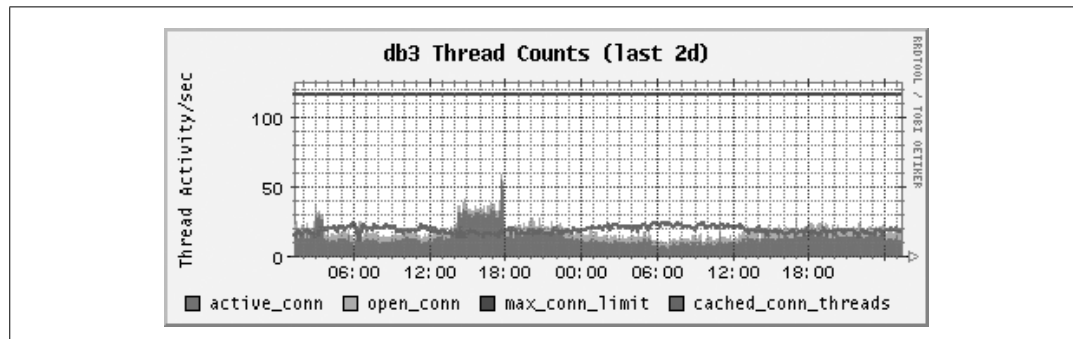 db3 Thread Counts (last 2d)
RRDTOOL / TOBI OETIKER
Thread Activity/sec
100
50
0
06:00 12:00 18:00 00:00 06:00 12:00 18:00
active_conn open_conn max_conn_limit cached_conn_threads